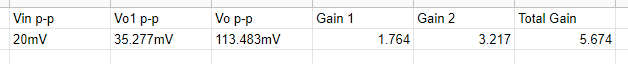 Vin p-p Vo1 p-p Vo p-p Gain 1 Gain 2 Total Gain
20mV 35.277mV 113.483mV 1.764 3.217 5.674